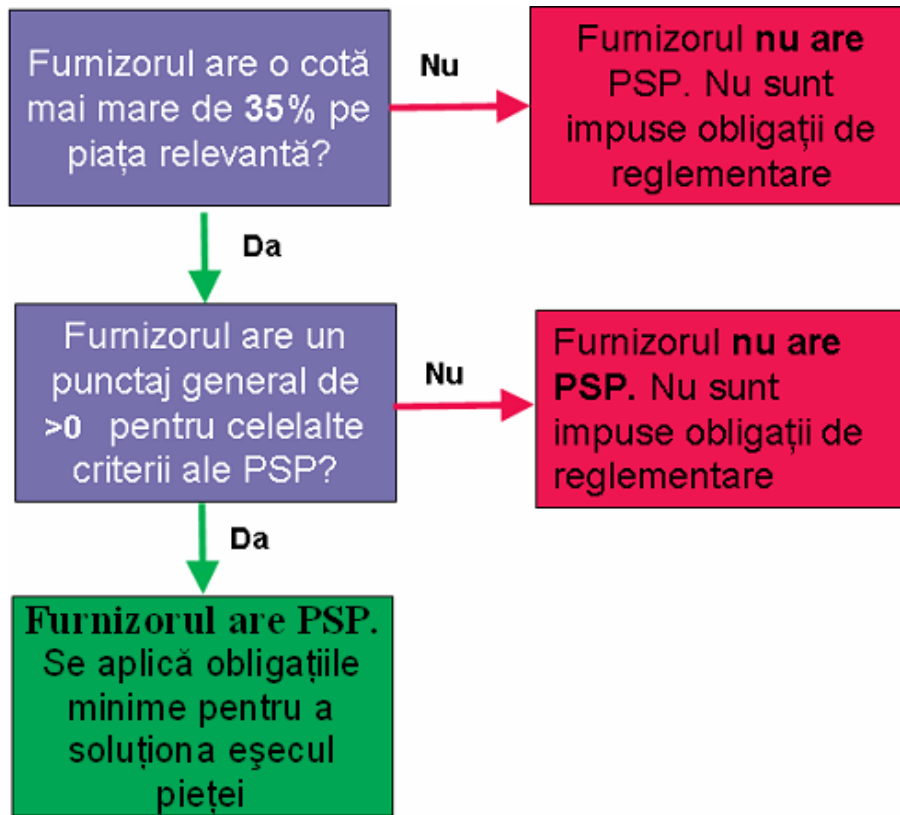 Furnizorul are o cotă
mai mare de 35% pe
piața relevantă?
Nu
Furnizorul nu are
PSP. Nu sunt
impuse obligații de
reglementare
Da
Furnizorul are un
punctaj general de
>0 pentru celelalte
criterii ale PSP?
Nu
Furnizorul nu are
PSP. Nu sunt
impuse obligații de
reglementare
Da
Furnizorul are PSP.
Se aplică obligațiile
minime pentru a
soluționa eşecul
pieței